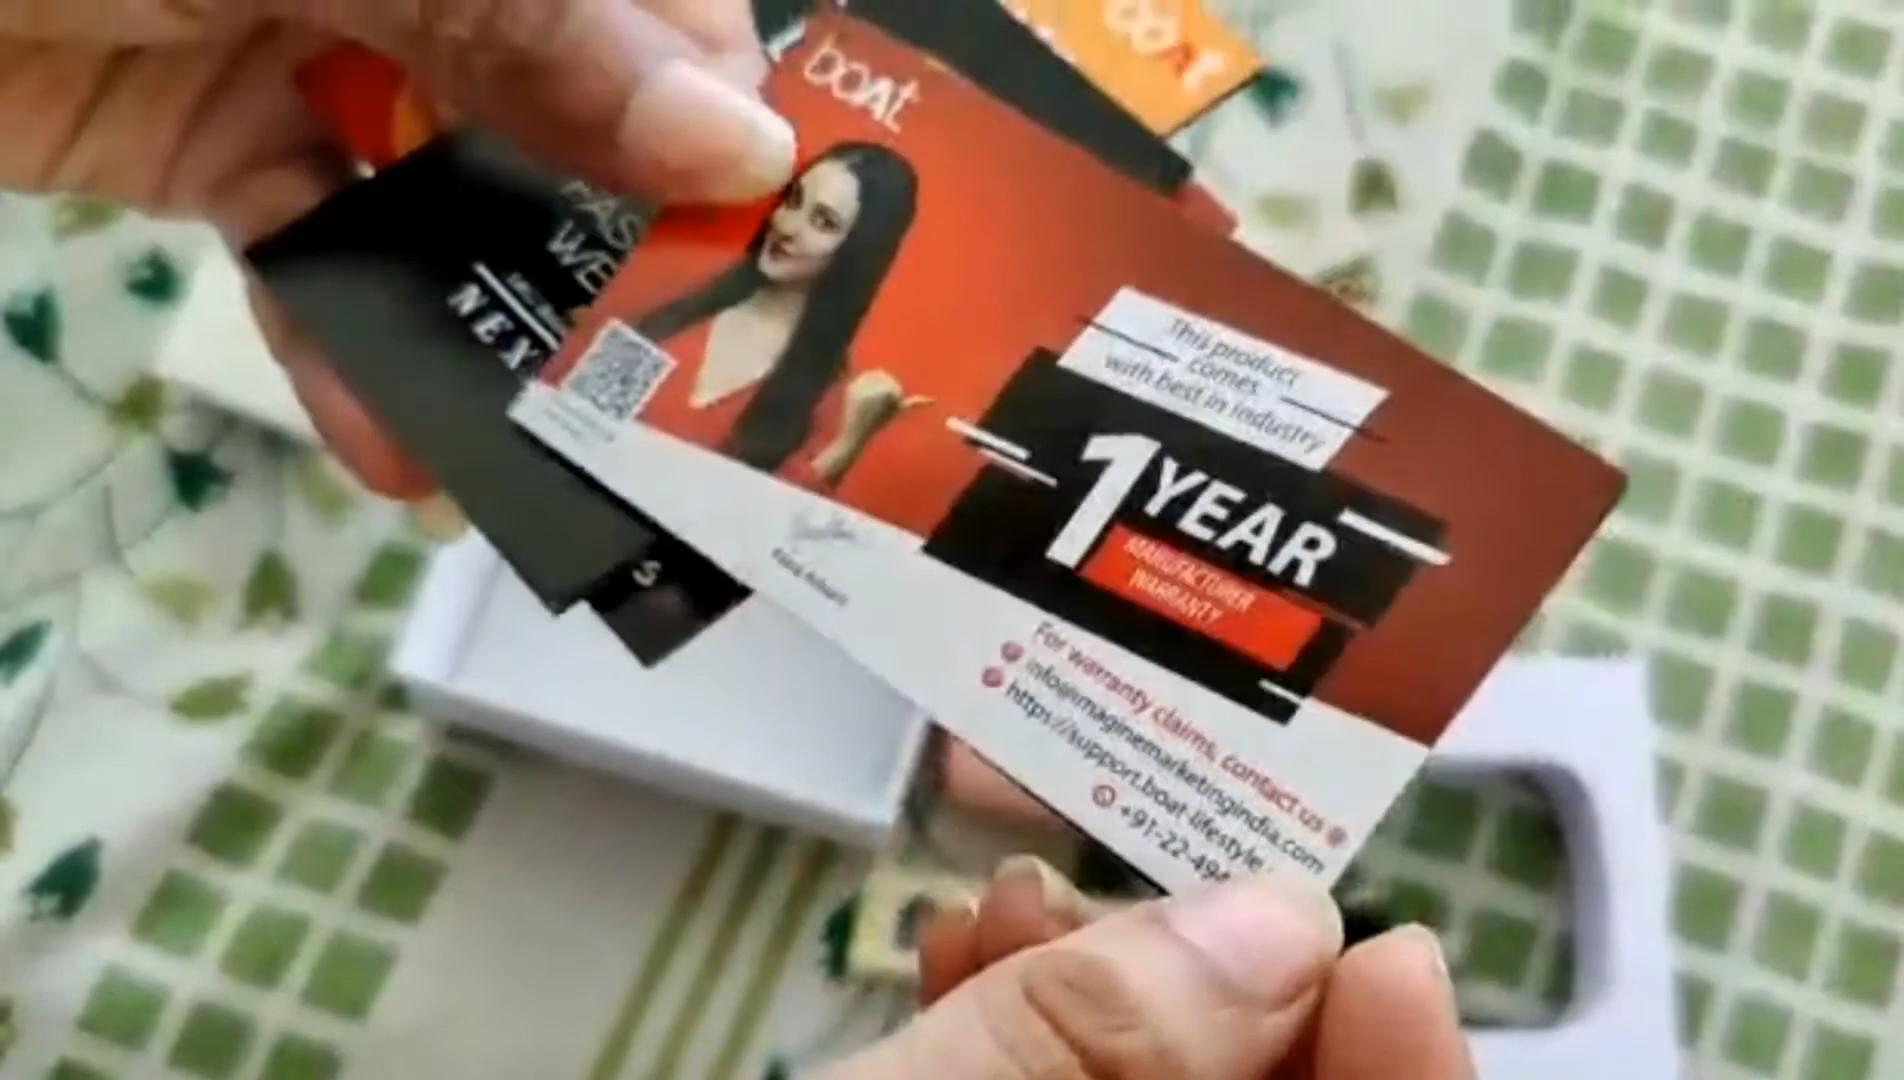 boAt
boAt
WE
NEX
This product
comes
with best in industry
1 YEAR
MANUFACTURER
WARRANTY
For warranty claims, contact us @
info@imaginemarketingindia.com
https://support.boat-lifestyle.
+91-22-494
S